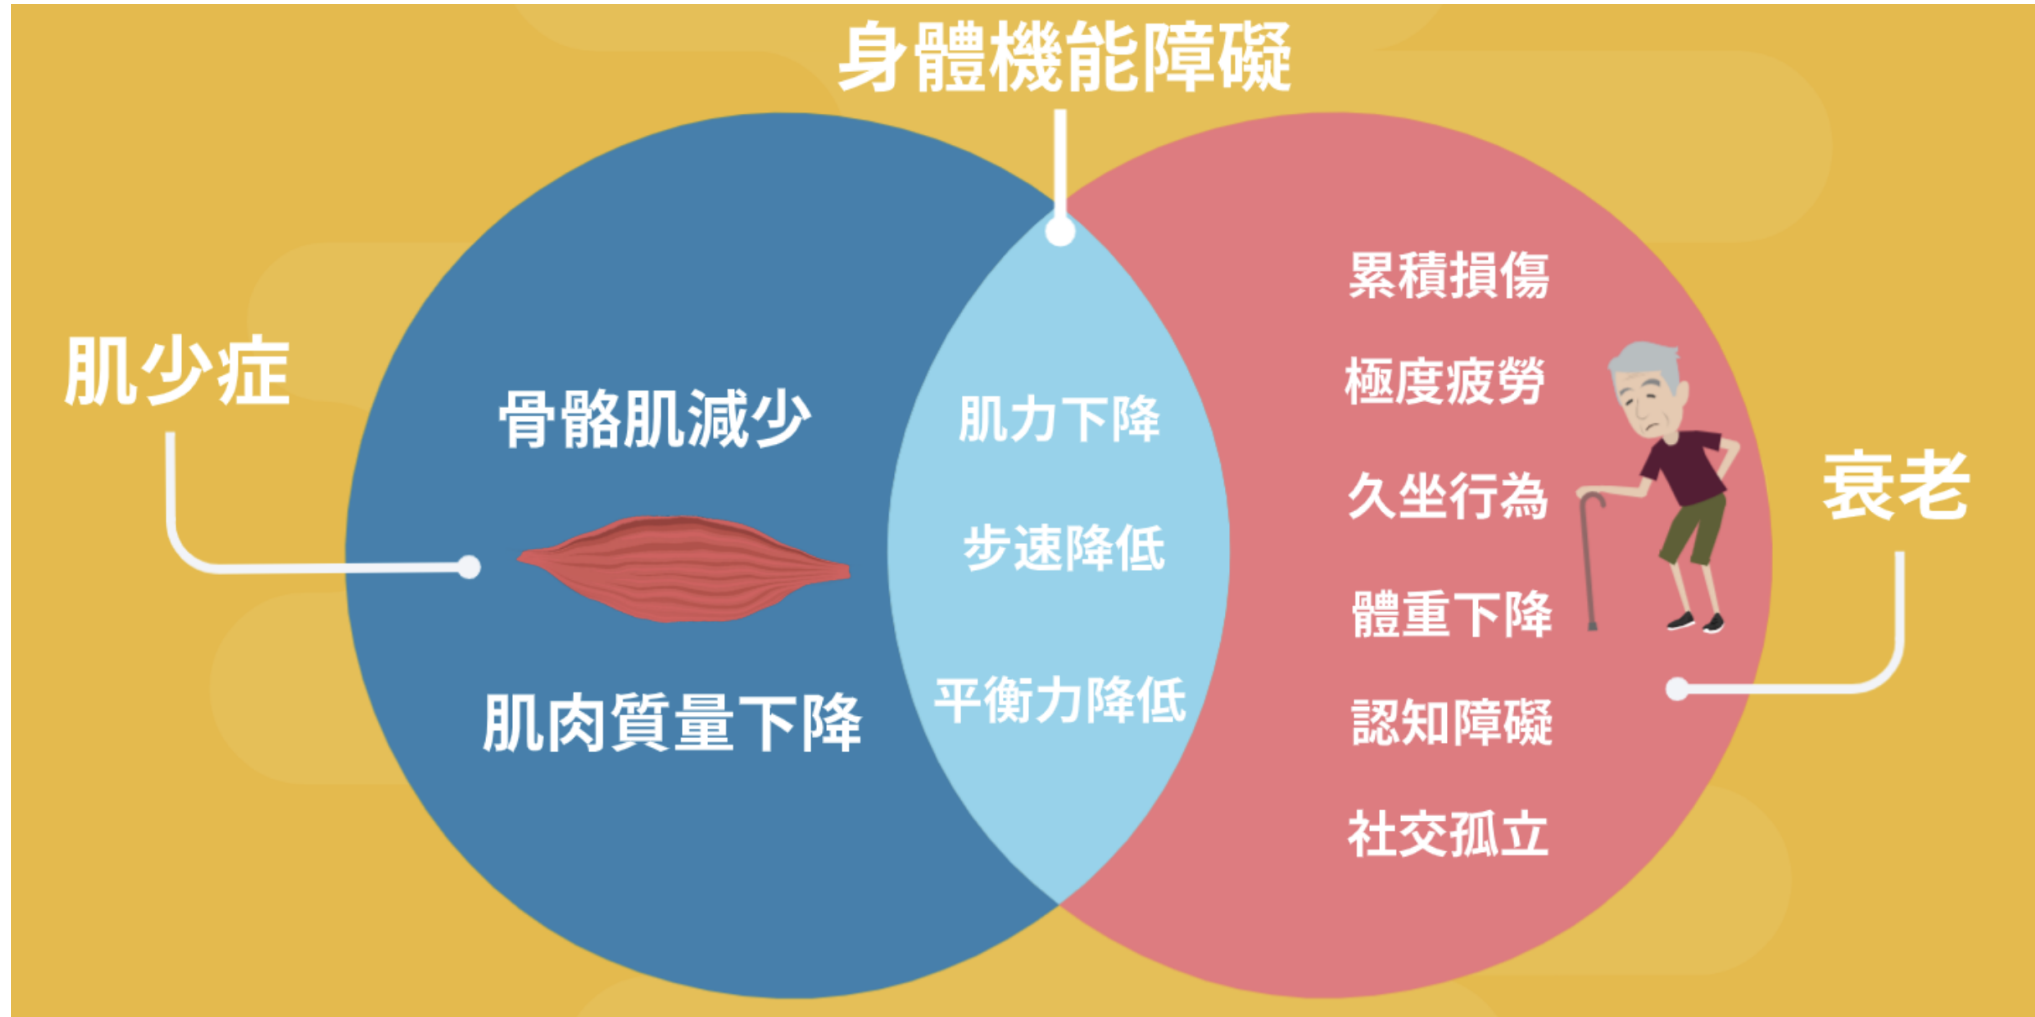 身體機能障礙
肌少症
骨骼肌減少
肌肉質量下降
肌力下降
步速降低
平衡力降低
累積損傷
極度疲勞
久坐行為
體重下降
認知障礙
社交孤立
衰老